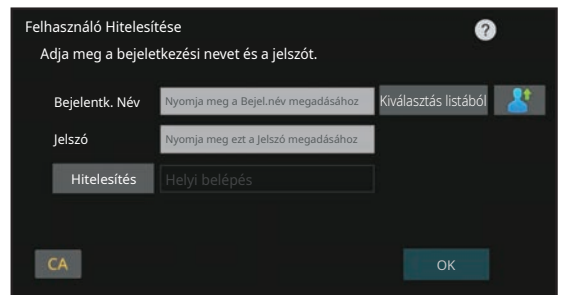 Felhasználó Hitelesítése
?
Adja meg a bejeletkezési nevet és a jelszót.
Bejelentk. Név Nyomja meg a Bejel.név megadásához Kiválasztás listából
Jelszó Nyomja meg ezt a Jelszó megadásához
Hitelesítés Helyi belépés
CA OK